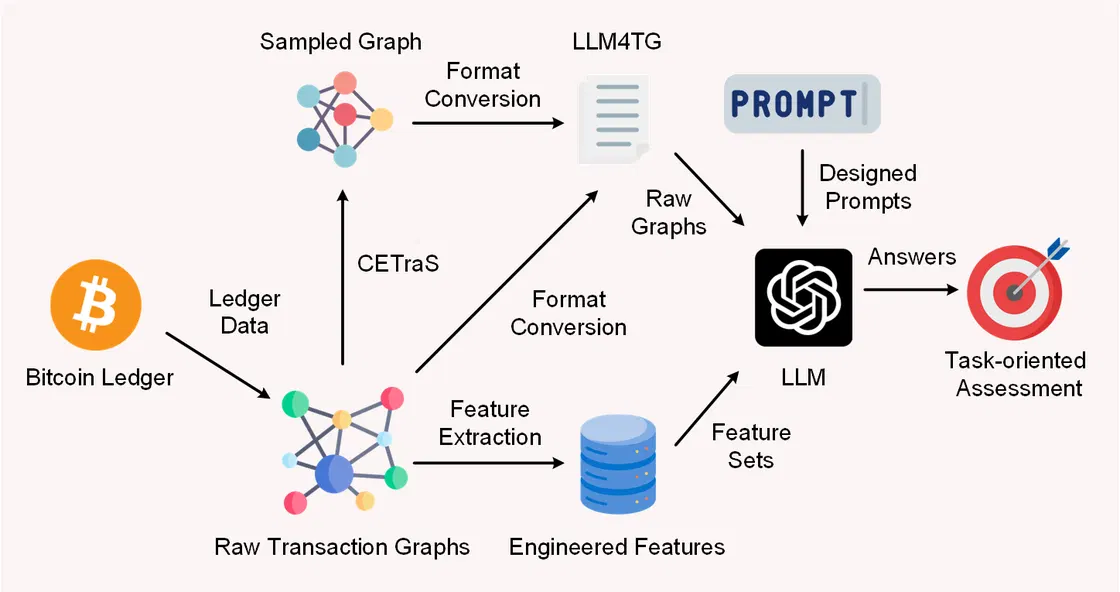 Sampled Graph
LLM4TG
Format
Conversion
PROMPT
Designed
Prompts
Raw
Graphs
CETraS
Answers
Ledger
Data
Format
Conversion
Bitcoin Ledger
LLM
Task-oriented
Assessment
Feature
Extraction
Feature
Sets
Raw Transaction Graphs
Engineered Features